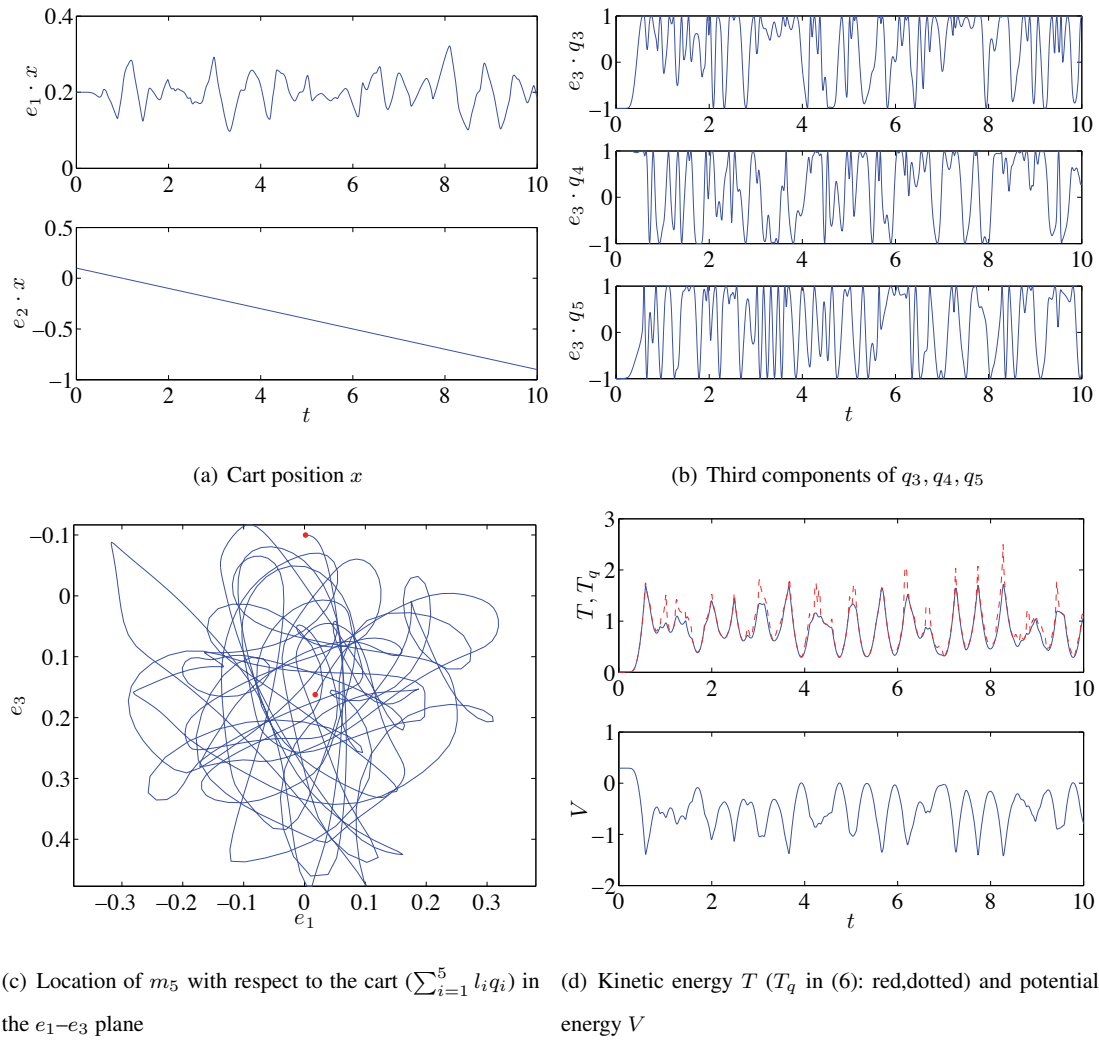 0.4
0.2
0
e₁ · x
0 2 4 6 8 10
0.5
0
−0.5
−1
e₂ · x
0 2 4 6 8 10
t
(a) Cart position x
1
0
−1
e₃ · q₃
0 2 4 6 8 10
1
0
−1
e₃ · q₄
0 2 4 6 8 10
1
0
−1
e₃ · q₅
0 2 4 6 8 10
t
(b) Third components of q₃, q₄, q₅
−0.1
0
0.1
0.2
0.3
0.4
e₃
−0.3 −0.2 −0.1 0 0.1 0.2 0.3
e₁
(c) Location of m₅ with respect to the cart (∑⁵ᵢ₌₁ lᵢqᵢ) in
the e₁–e₃ plane
3
2
1
0
T, T_q
0 2 4 6 8 10
1
0
−1
−2
V
0 2 4 6 8 10
t
(d) Kinetic energy T (T_q in (6): red,dotted) and potential
energy V